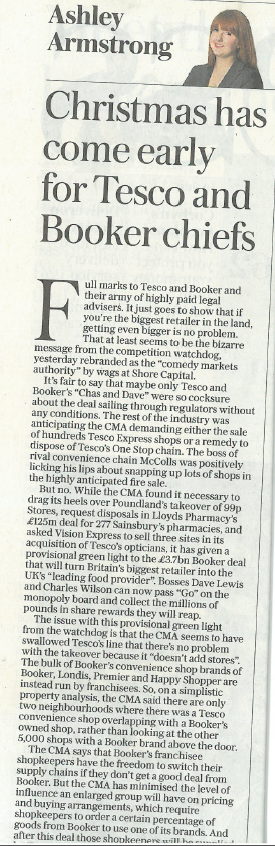 Ashley
Armstrong
Christmas has
come early
for Tesco and
Booker chiefs
Full marks to Tesco and Booker and
their army of highly paid legal
advisers. It just goes to show that if
you're the biggest retailer in the land,
getting even bigger is no problem.
That at least seems to be the bizarre
message from the competition watchdog,
yesterday rebranded as the "comedy markets
authority" by wags at Shore Capital.
It's fair to say that maybe only Tesco and
Booker's "Chas and Dave" were so cocksure
about the deal sailing through regulators without
any conditions. The rest of the industry was
anticipating the CMA demanding either the sale
of hundreds Tesco Express shops or a remedy to
dispose of Tesco's One Stop chain. The boss of
rival convenience chain McColls was positively
licking his lips about snapping up lots of shops in
the highly anticipated fire sale.
But no. While the CMA found it necessary to
drag its heels over Poundland's takeover of 99p
Stores, request disposals in Lloyds Pharmacy's
£125m deal for 277 Sainsbury's pharmacies, and
asked Vision Express to sell three sites in its
acquisition of Tesco's opticians, it has given a
provisional green light to the £3.7bn Booker deal
that will turn Britain's biggest retailer into the
UK's "leading food provider". Bosses Dave Lewis
and Charles Wilson can now pass "Go" on the
monopoly board and collect the millions of
pounds in share rewards they will reap.
The issue with this provisional green light
from the watchdog is that the CMA seems to have
swallowed Tesco's line that there's no problem
with the takeover because it "doesn't add stores".
The bulk of Booker's convenience shop brands of
Booker, Londis, Premier and Happy Shopper are
instead run by franchisees. So, on a simplistic
property analysis, the CMA said there are only
two neighbourhoods where there was a Tesco
convenience shop overlapping with a Booker's
owned shop, rather than looking at the other
5,000 shops with a Booker brand above the door.
The CMA says that Booker's franchisee
shopkeepers have the freedom to switch their
supply chains if they don't get a good deal from
Booker. But the CMA has minimised the level of
influence an enlarged group will have on pricing
and buying arrangements, which require
shopkeepers to order a certain percentage of
goods from Booker to use one of its brands. And
after this deal those shopkeepers will be supplied